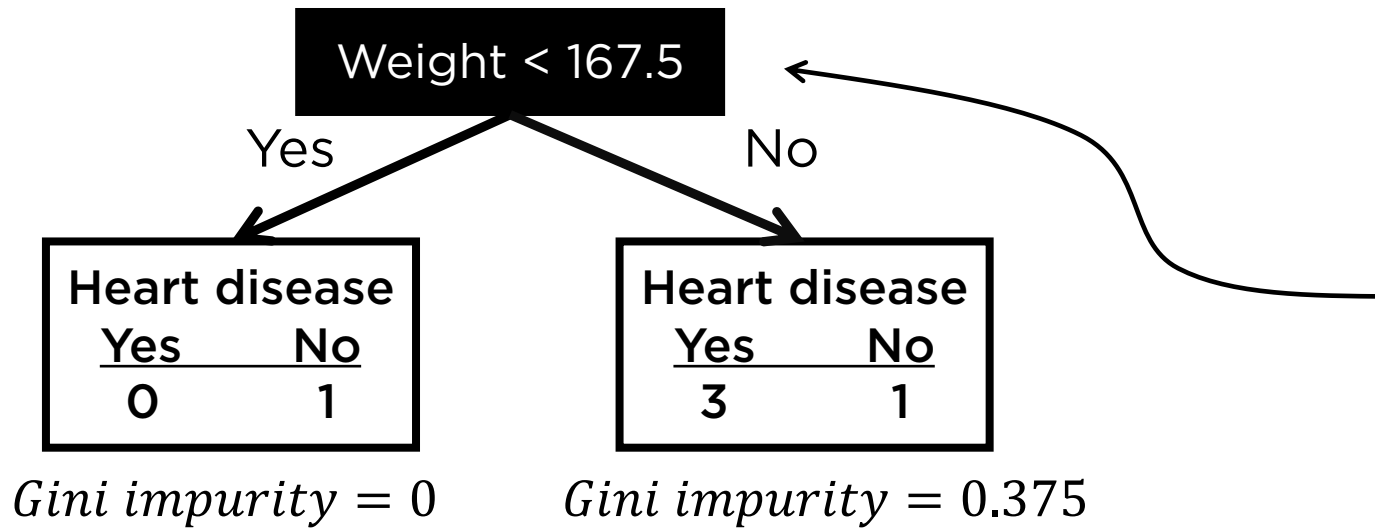 Weight < 167.5
Yes No
Heart disease
Yes No
0 1
Heart disease
Yes No
3 1
Gini impurity = 0
Gini impurity = 0.375